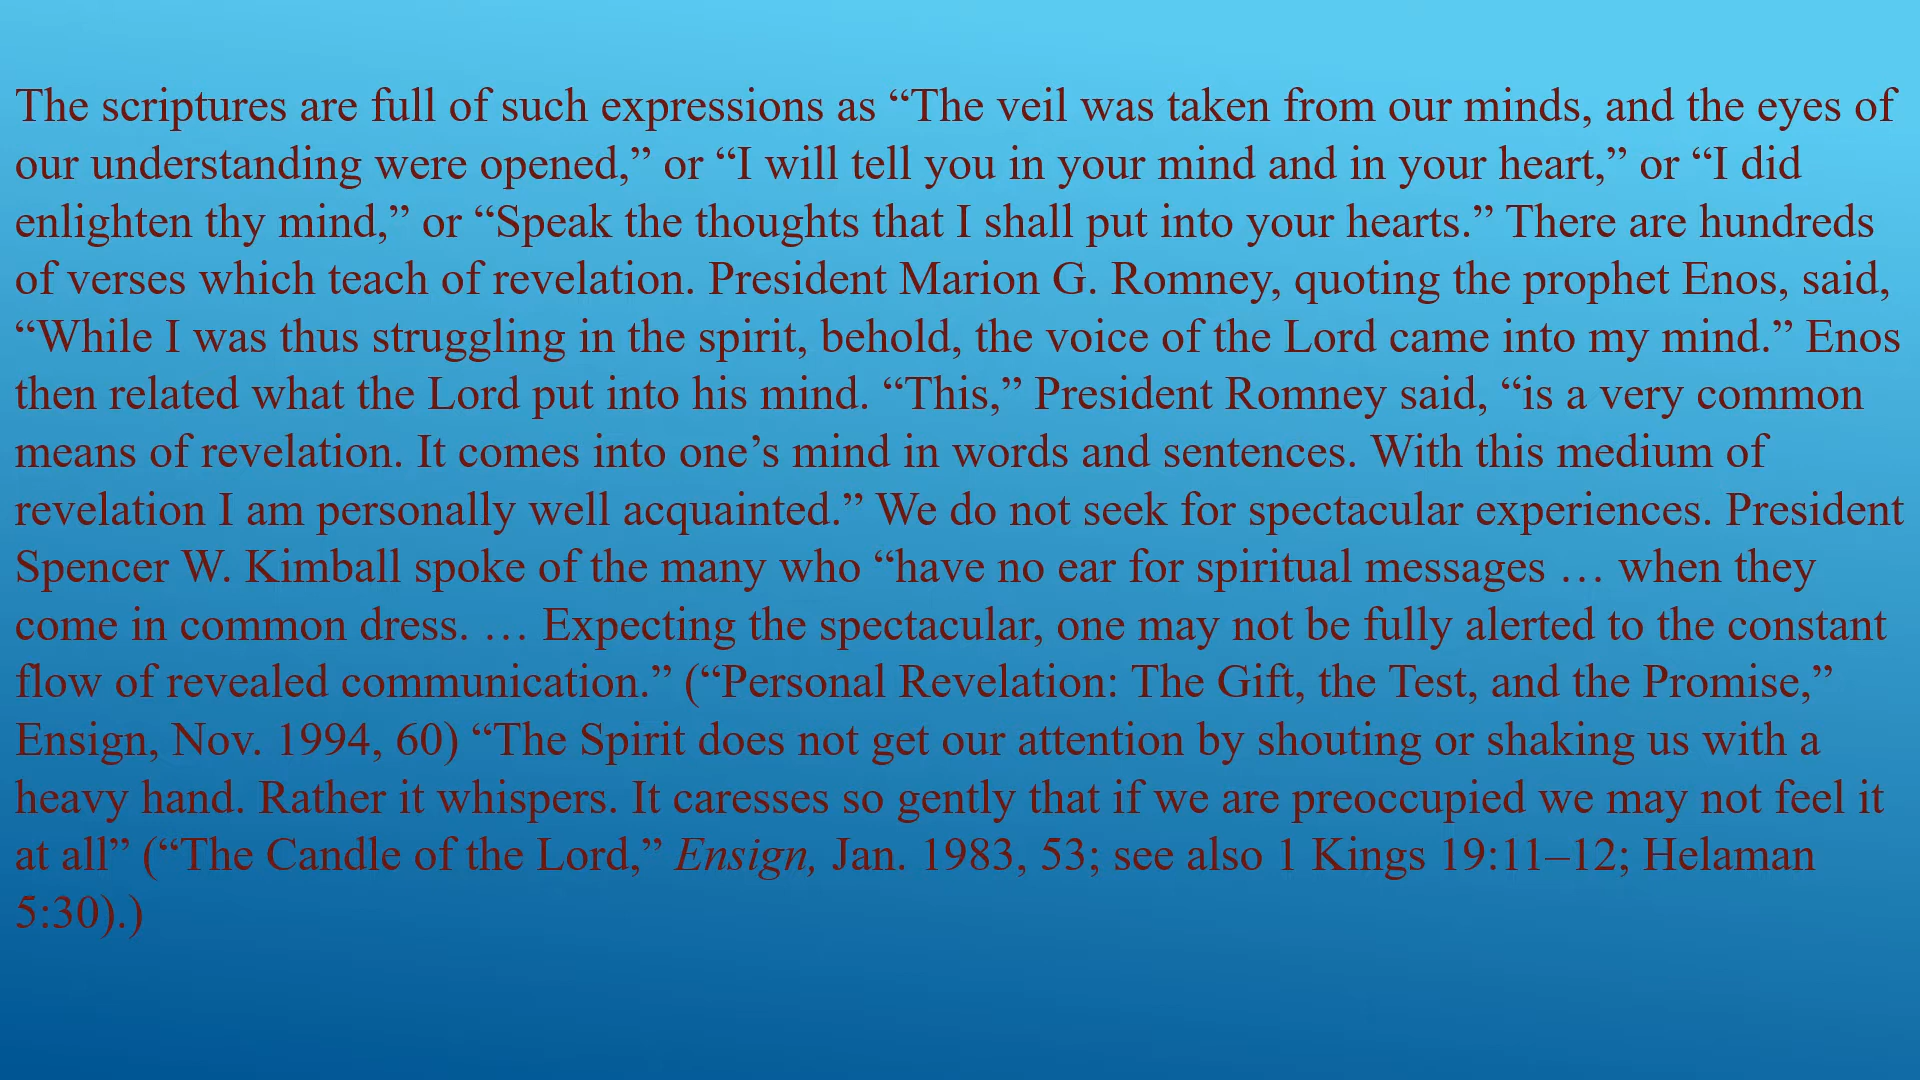 The scriptures are full of such expressions as “The veil was taken from our minds, and the eyes of
our understanding were opened,” or “I will tell you in your mind and in your heart,” or “I did
enlighten thy mind,” or “Speak the thoughts that I shall put into your hearts.” There are hundreds
of verses which teach of revelation. President Marion G. Romney, quoting the prophet Enos, said,
“While I was thus struggling in the spirit, behold, the voice of the Lord came into my mind.” Enos
then related what the Lord put into his mind. “This,” President Romney said, “is a very common
means of revelation. It comes into one’s mind in words and sentences. With this medium of
revelation I am personally well acquainted.” We do not seek for spectacular experiences. President
Spencer W. Kimball spoke of the many who “have no ear for spiritual messages … when they
come in common dress. … Expecting the spectacular, one may not be fully alerted to the constant
flow of revealed communication.” (“Personal Revelation: The Gift, the Test, and the Promise,”
Ensign, Nov. 1994, 60) “The Spirit does not get our attention by shouting or shaking us with a
heavy hand. Rather it whispers. It caresses so gently that if we are preoccupied we may not feel it
at all” (“The Candle of the Lord,” Ensign, Jan. 1983, 53; see also 1 Kings 19:11–12; Helaman
5:30).)